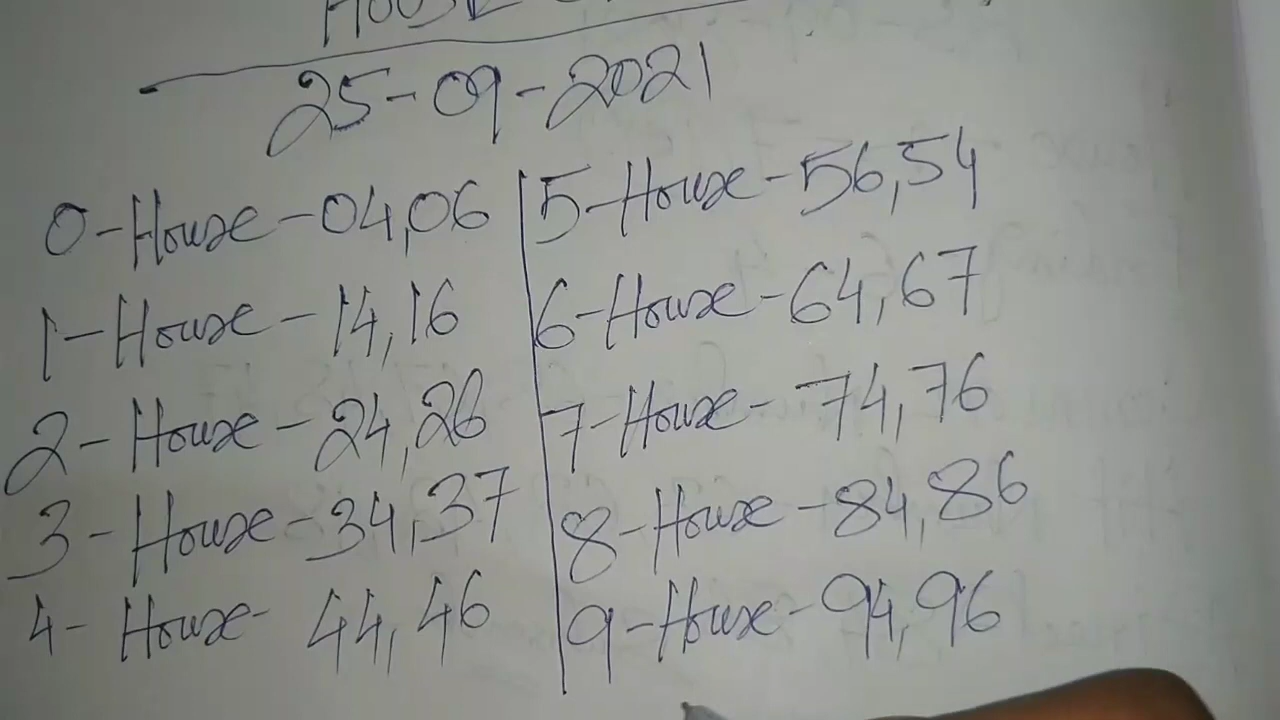 HOUSE
25-09-2021
0-House-04,06
1-House-14,16
2-House-24,26
3-House-34,37
4-House-44,46
5-House-56,54
6-House-64,67
7-House-74,76
8-House-84,86
9-House-94,96